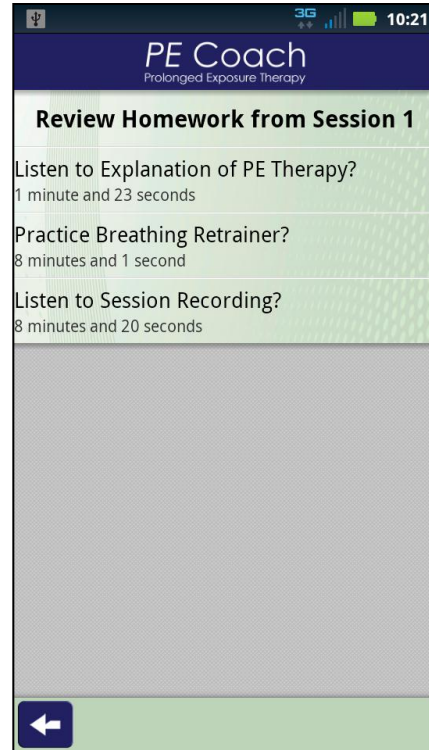 3G 10:21
PE Coach
Prolonged Exposure Therapy
Review Homework from Session 1
Listen to Explanation of PE Therapy?
1 minute and 23 seconds
Practice Breathing Retrainer?
8 minutes and 1 second
Listen to Session Recording?
8 minutes and 20 seconds